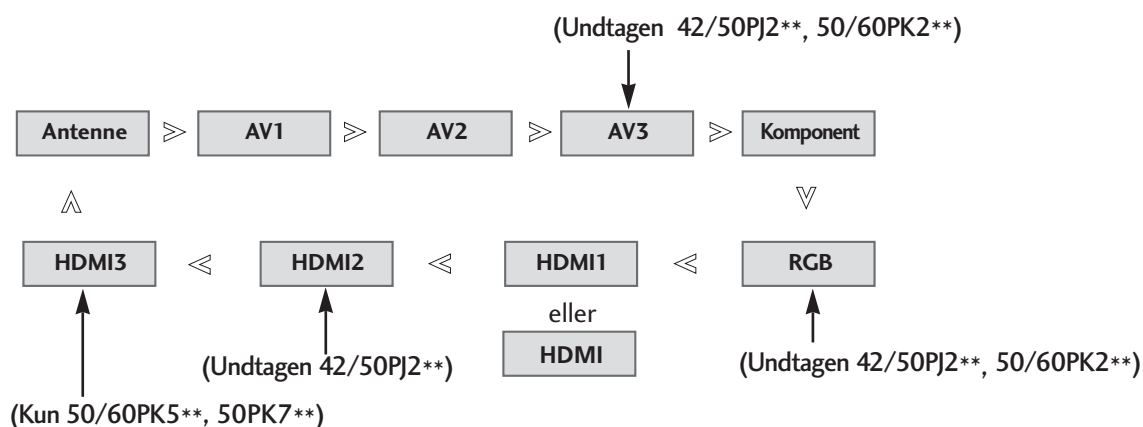 (Undtagen 42/50PJ2**, 50/60PK2**)
Antenne AV1 AV2 AV3 Komponent
HDMI3 HDMI2 HDMI1 RGB
eller
HDMI
(Undtagen 42/50PJ2**)
(Undtagen 42/50PJ2**, 50/60PK2**)
(Kun 50/60PK5**, 50PK7**)